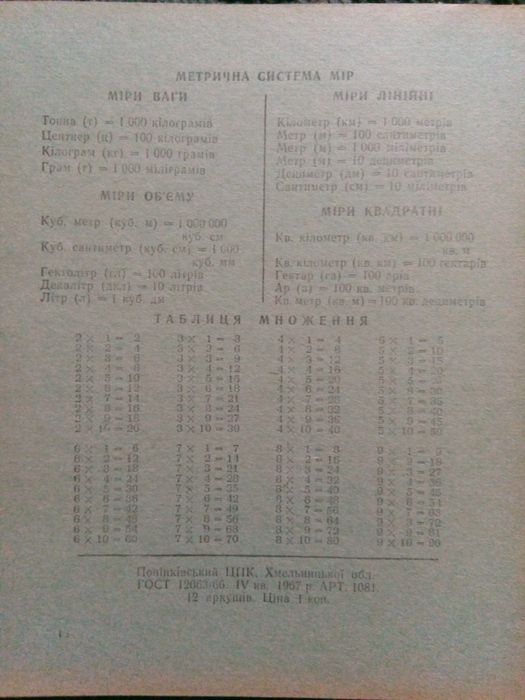 МЕТРИЧНА СИСТЕМА МІР
МІРИ ВАГИ
Тонна (т) = 1 000 кілограмів
Центнер (ц) = 100 кілограмів
Кілограм (кг) = 1 000 грамів
Грам (г) = 1 000 міліграмів
МІРИ ОБ'ЄМУ
Куб. метр (куб. м) = 1 000 000
куб. см
Куб. сантиметр (куб. см) = 1 000
куб. мм
Гектолітр (гл) = 100 літрів
Декалітр (дкл) = 10 літрів
Літр (л) = 1 куб. дм
МІРИ ЛІНІЙНІ
Кілометр (км) = 1 000 метрів
Метр (м) = 100 сантиметрів
Метр (м) = 1 000 міліметрів
Метр (м) = 10 дециметрів
Дециметр (дм) = 10 сантиметрів
Сантиметр (см) = 10 міліметрів
МІРИ КВАДРАТНІ
Кв. кілометр (кв. км) = 1 000 000
кв. м
Кв. кілометр (кв. км) = 100 гектарів
Гектар (га) = 100 арів
Ар (а) = 100 кв. метрів
Кв. метр (кв. м) = 100 кв. дециметрів
ТАБЛИЦЯ МНОЖЕННЯ
2 × 1 = 2 3 × 1 = 3 4 × 1 = 4 5 × 1 = 5
2 × 2 = 4 3 × 2 = 6 4 × 2 = 8 5 × 2 = 10
2 × 3 = 6 3 × 3 = 9 4 × 3 = 12 5 × 3 = 15
2 × 4 = 8 3 × 4 = 12 4 × 4 = 16 5 × 4 = 20
2 × 5 = 10 3 × 5 = 15 4 × 5 = 20 5 × 5 = 25
2 × 6 = 12 3 × 6 = 18 4 × 6 = 24 5 × 6 = 30
2 × 7 = 14 3 × 7 = 21 4 × 7 = 28 5 × 7 = 35
2 × 8 = 16 3 × 8 = 24 4 × 8 = 32 5 × 8 = 40
2 × 9 = 18 3 × 9 = 27 4 × 9 = 36 5 × 9 = 45
2 × 10 = 20 3 × 10 = 30 4 × 10 = 40 5 × 10 = 50
6 × 1 = 6 7 × 1 = 7 8 × 1 = 8 9 × 1 = 9
6 × 2 = 12 7 × 2 = 14 8 × 2 = 16 9 × 2 = 18
6 × 3 = 18 7 × 3 = 21 8 × 3 = 24 9 × 3 = 27
6 × 4 = 24 7 × 4 = 28 8 × 4 = 32 9 × 4 = 36
6 × 5 = 30 7 × 5 = 35 8 × 5 = 40 9 × 5 = 45
6 × 6 = 36 7 × 6 = 42 8 × 6 = 48 9 × 6 = 54
6 × 7 = 42 7 × 7 = 49 8 × 7 = 56 9 × 7 = 63
6 × 8 = 48 7 × 8 = 56 8 × 8 = 64 9 × 8 = 72
6 × 9 = 54 7 × 9 = 63 8 × 9 = 72 9 × 9 = 81
6 × 10 = 60 7 × 10 = 70 8 × 10 = 80 9 × 10 = 90
Понінківський ЦПК, Хмельницької обл.
ГОСТ 12063-66. IV кв. 1967 р. АРТ. 1081.
12 аркушів. Ціна 1 коп.